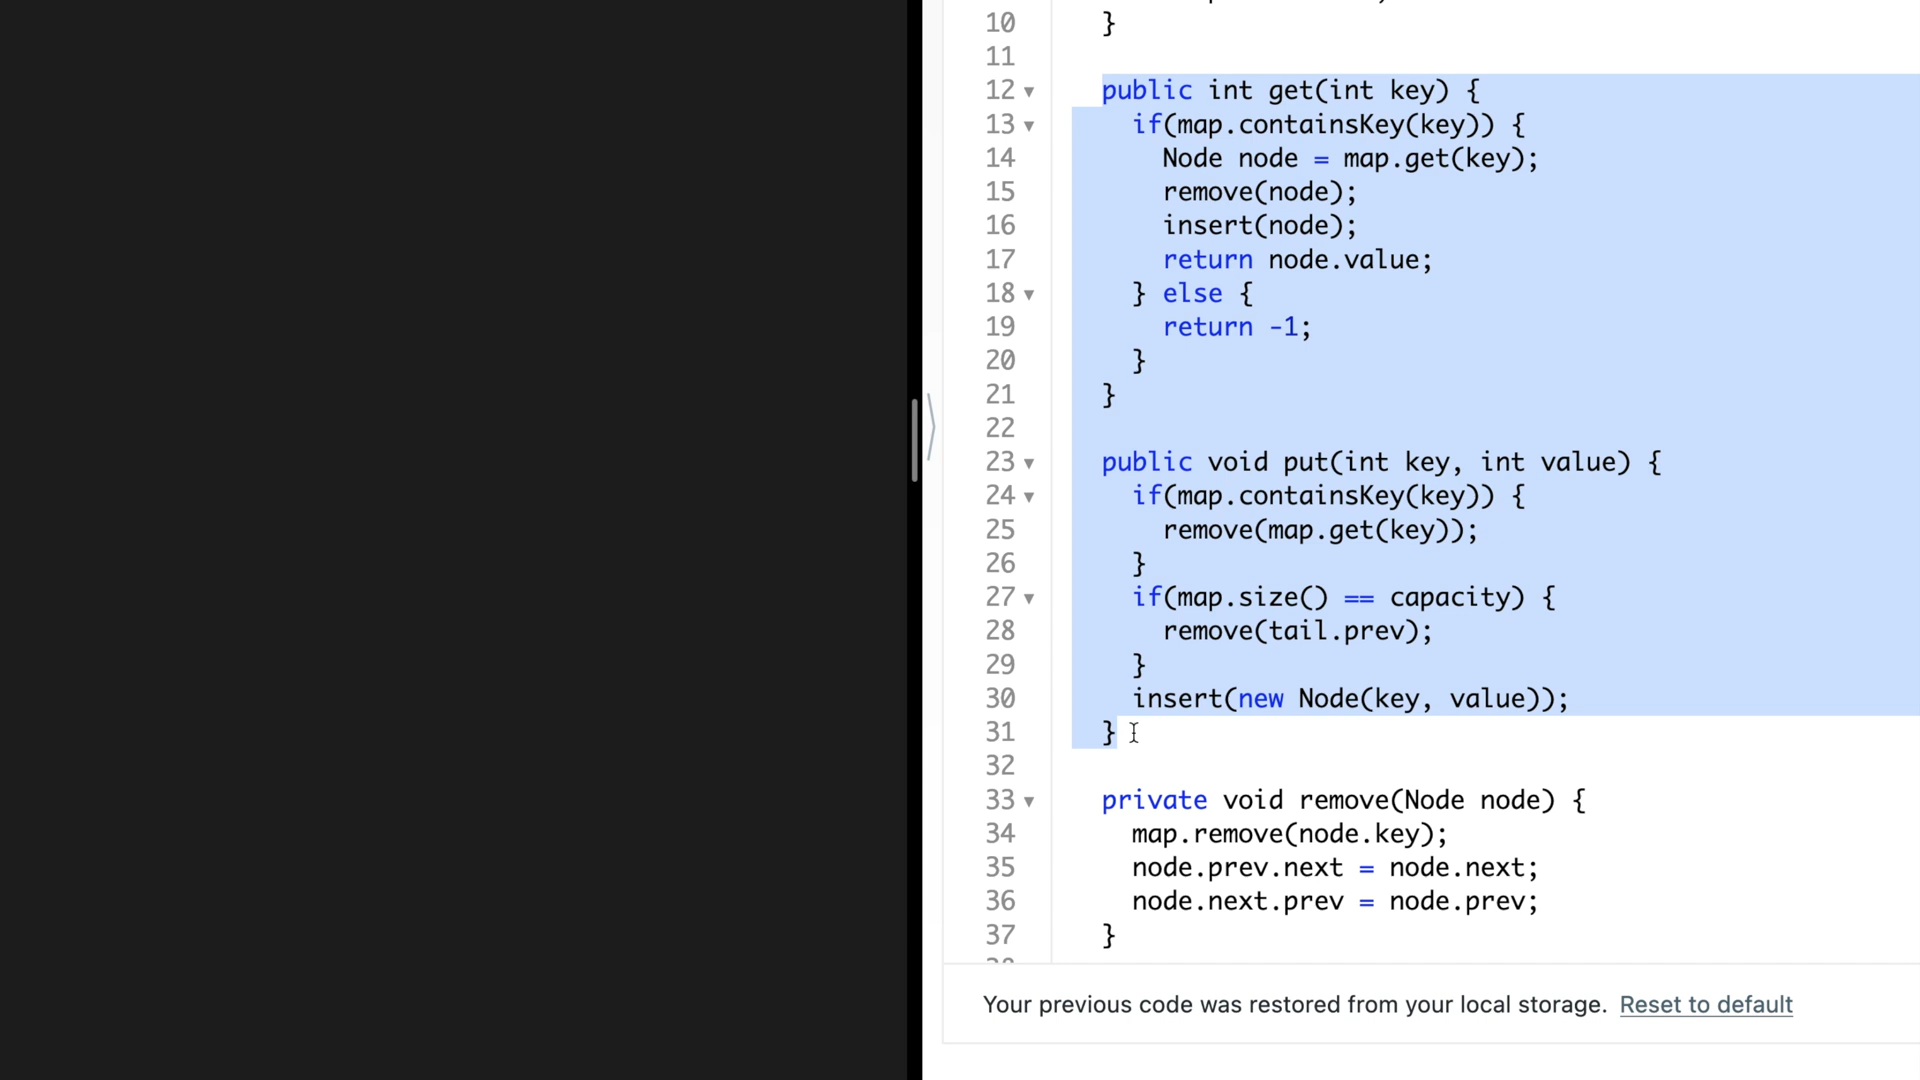 10 }
11
12 public int get(int key) {
13 if(map.containsKey(key)) {
14 Node node = map.get(key);
15 remove(node);
16 insert(node);
17 return node.value;
18 } else {
19 return -1;
20 }
21 }
22
23 public void put(int key, int value) {
24 if(map.containsKey(key)) {
25 remove(map.get(key));
26 }
27 if(map.size() == capacity) {
28 remove(tail.prev);
29 }
30 insert(new Node(key, value));
31 }
32
33 private void remove(Node node) {
34 map.remove(node.key);
35 node.prev.next = node.next;
36 node.next.prev = node.prev;
37 }
Your previous code was restored from your local storage. Reset to default